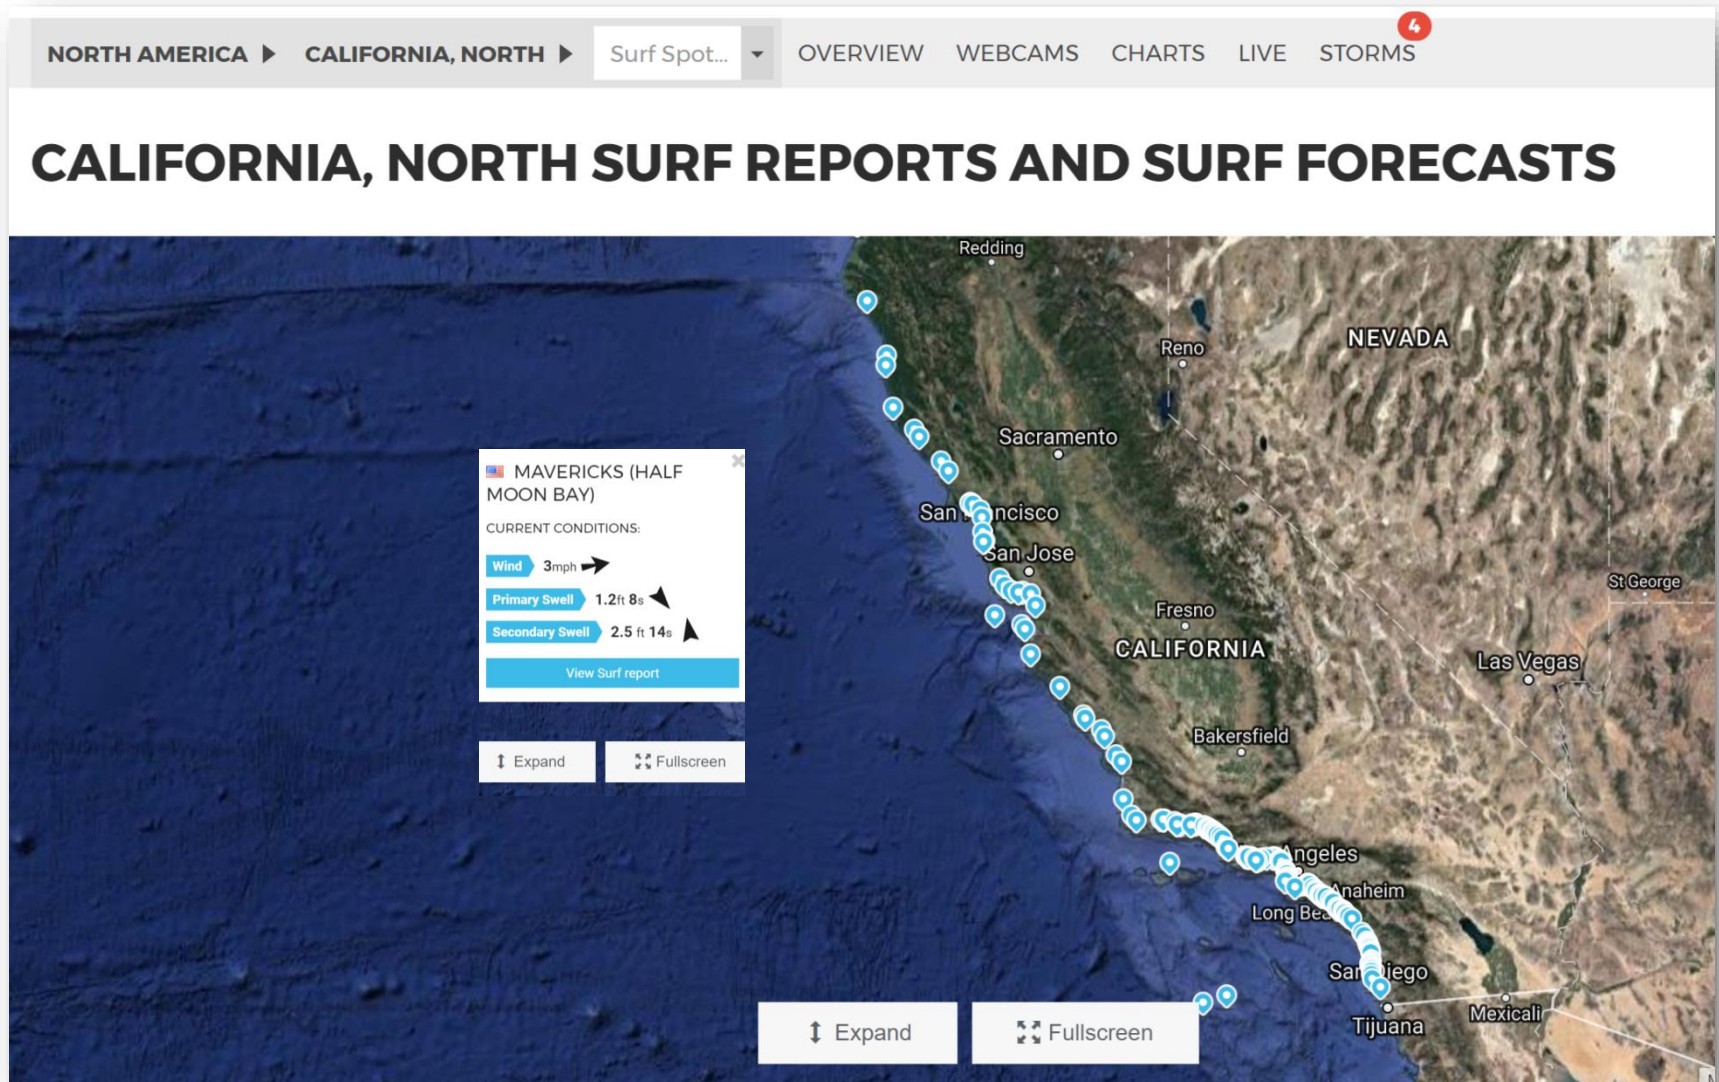 NORTH AMERICA CALIFORNIA, NORTH Surf Spot... OVERVIEW WEBCAMS CHARTS LIVE STORMS 4
CALIFORNIA, NORTH SURF REPORTS AND SURF FORECASTS
Redding
NEVADA
Reno
Sacramento
San Francisco
San Jose
St George
Fresno
CALIFORNIA
Las Vegas
Bakersfield
Angeles
Anaheim
Long Bea
San Diego
Mexicali
Tijuana
MAVERICKS (HALF
MOON BAY)
CURRENT CONDITIONS:
Wind 3mph
Primary Swell 1.2ft 8s
Secondary Swell 2.5 ft 14s
View Surf report
Expand Fullscreen
Expand Fullscreen